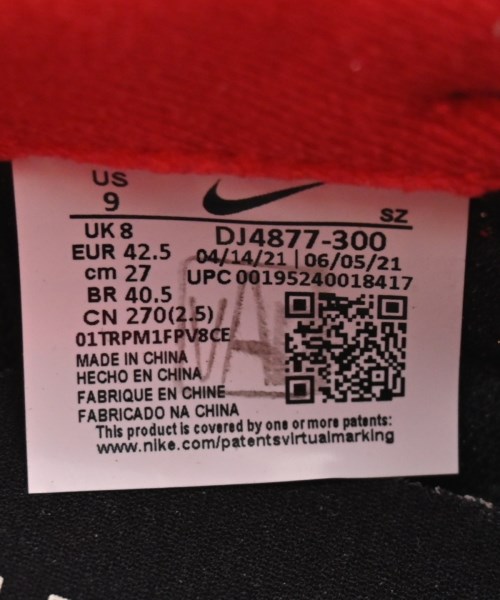 US
9
SZ
UK 8
EUR 42.5
cm 27
BR 40.5
CN 270(2.5)
DJ4877-300
04/14/21 | 06/05/21
UPC 00195240018417
01TRPM1FPV8CE
MADE IN CHINA
HECHO EN CHINA
FABRIQUE EN CHINE
FABRICADO NA CHINA
This product is covered by one or more patents:
www.nike.com/patentsvirtualmarking